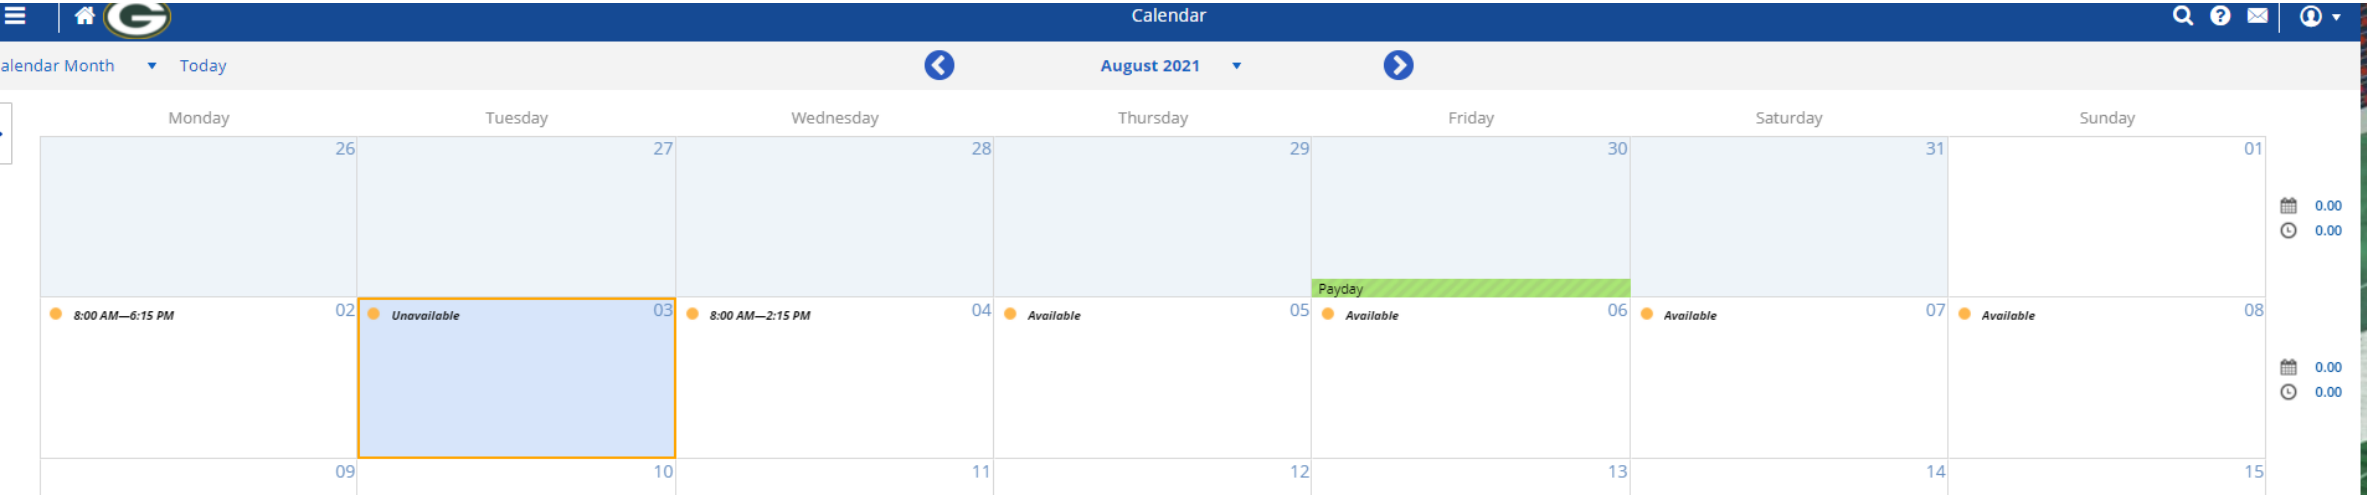 G Calendar
alendar Month Today August 2021
Monday Tuesday Wednesday Thursday Friday Saturday Sunday
26 27 28 29 30 31 01
0.00
0.00
Payday
8:00 AM—6:15 PM 02 Unavailable 03 8:00 AM—2:15 PM 04 Available 05 Available 06 Available 07 Available 08
0.00
0.00
09 10 11 12 13 14 15